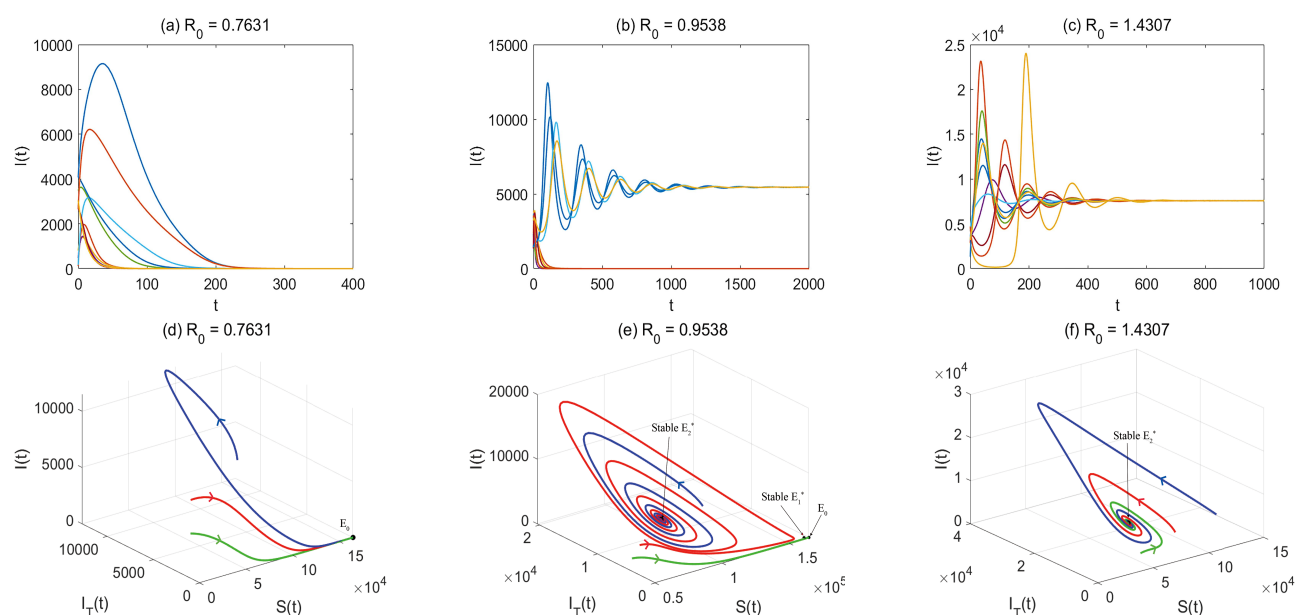 (a) R0 = 0.7631
10000
8000
6000
4000
2000
0
I(t)
0 100 200 300 400
t
(b) R0 = 0.9538
15000
10000
5000
0
I(t)
0 500 1000 1500 2000
t
(c) R0 = 1.4307
×10^4
2.5
2
1.5
1
0.5
0
I(t)
0 200 400 600 800 1000
t
(d) R0 = 0.7631
10000
5000
0
I(t)
10000
5000
0
I_T(t)
0 5 10 15
×10^4
S(t)
E0
(e) R0 = 0.9538
20000
10000
0
I(t)
2
1
0
×10^4
I_T(t)
0.5 1 1.5
×10^5
S(t)
Stable E2*
Stable E1*
E0
(f) R0 = 1.4307
×10^4
3
2
1
0
I(t)
4
2
0
×10^4
I_T(t)
0 5 10 15
×10^4
S(t)
Stable E2*